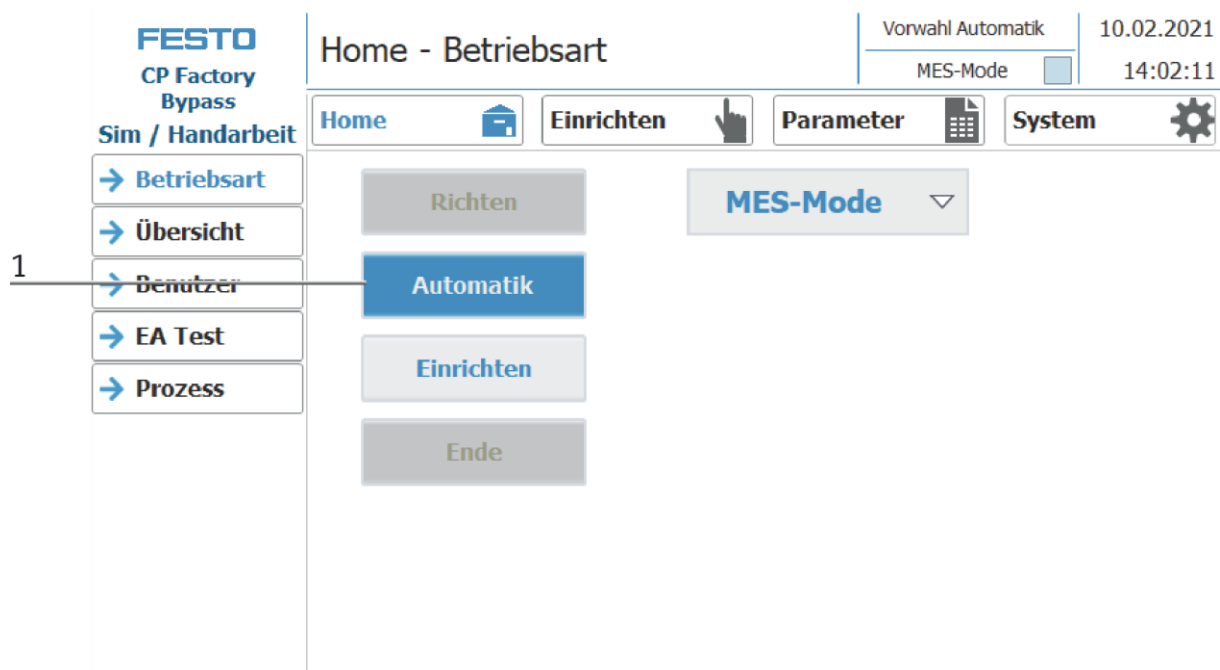 FESTO
CP Factory
Bypass
Sim / Handarbeit
Home - Betriebsart
Vorwahl Automatik
MES-Mode
10.02.2021
14:02:11
Home
Einrichten
Parameter
System
Betriebsart
Übersicht
Benutzer
EA Test
Prozess
1
Richten
Automatik
Einrichten
Ende
MES-Mode